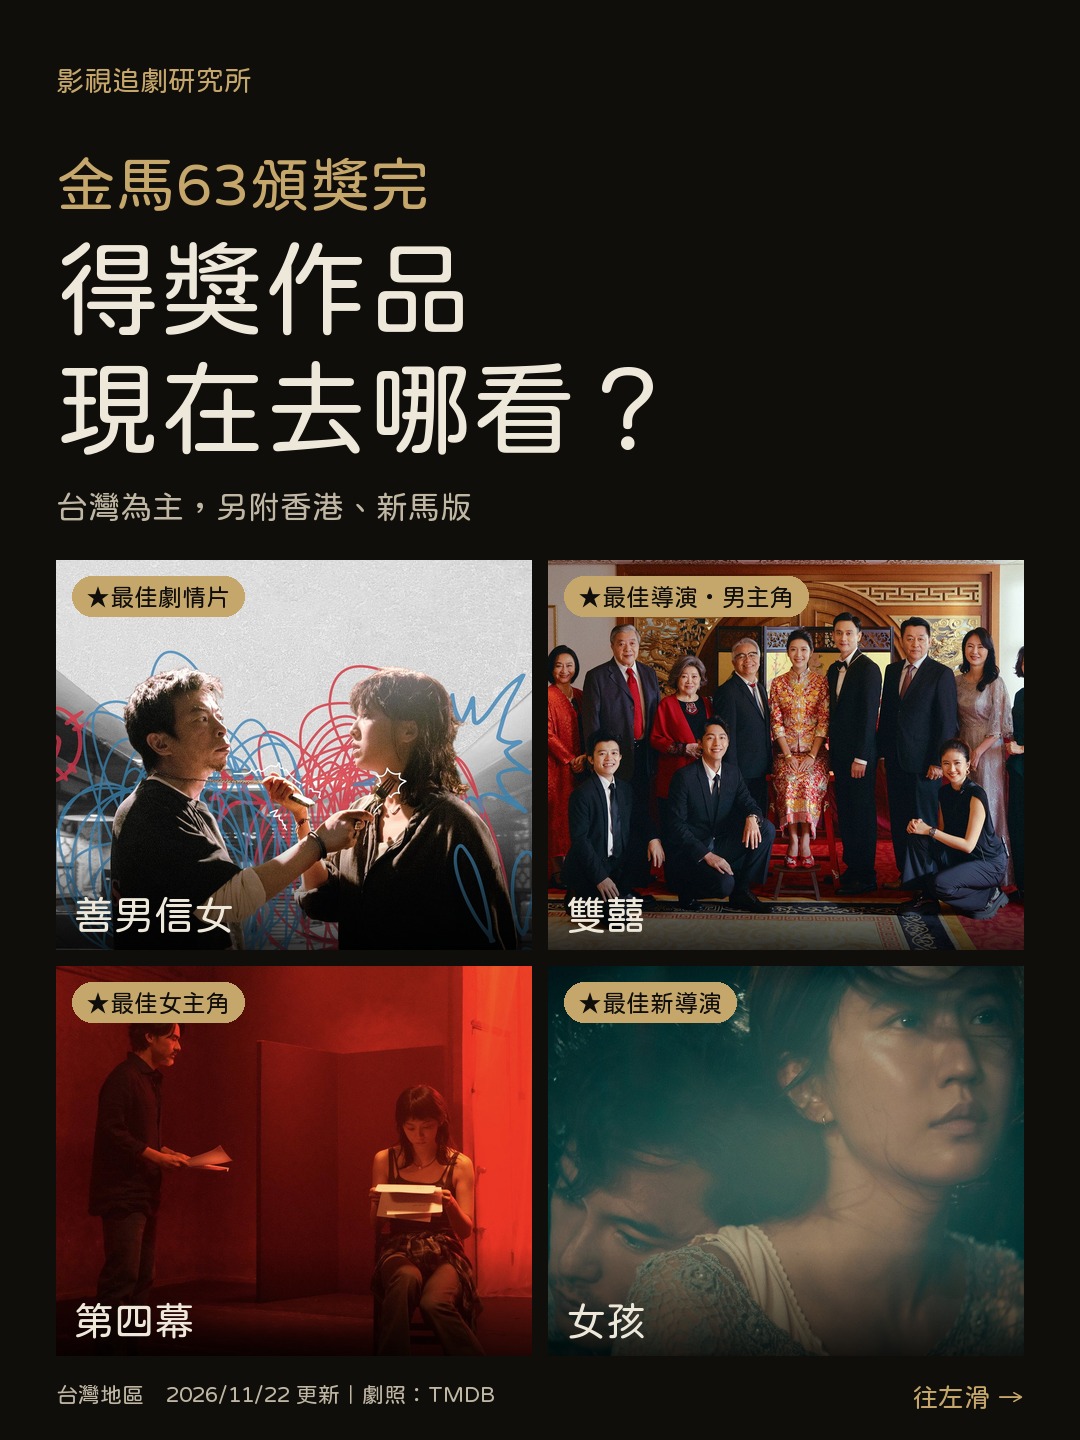 影視追劇研究所
金馬63頒獎完
得獎作品
現在去哪看？
台灣為主，另附香港、新馬版
★最佳劇情片
善男信女
★最佳導演・男主角
雙囍
★最佳女主角
第四幕
★最佳新導演
女孩
台灣地區　2026/11/22 更新｜劇照：TMDB
往左滑 →